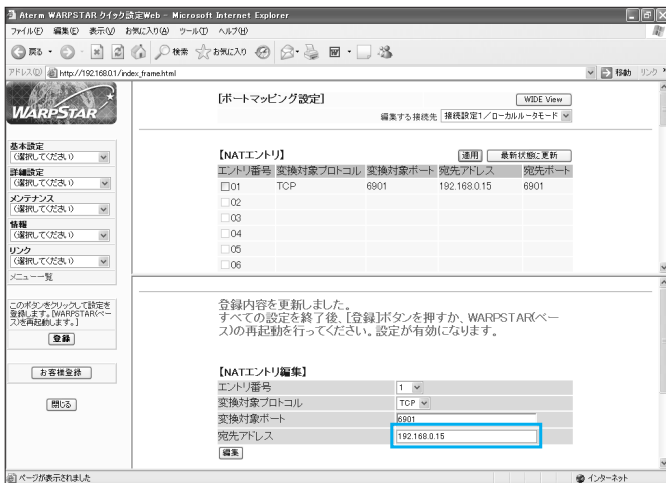 Aterm WARPSTAR クイック設定Web - Microsoft Internet Explorer
ファイル(F) 編集(E) 表示(V) お気に入り(A) ツール(T) ヘルプ(H)
戻る 検索 お気に入り
アドレス(D) http://192.168.0.1/index_frame.html 移動 リンク
WARPSTAR
基本設定
(選択してください)
詳細設定
(選択してください)
メンテナンス
(選択してください)
情報
(選択してください)
リンク
(選択してください)
メニュー一覧
このボタンをクリックして設定を
登録します。[WARPSTAR(ベー
ス)を再起動します。]
登録
お客様登録
閉じる
[ポートマッピング設定] WIDE View
編集する接続先 接続設定1/ローカルルータモード
【NATエントリ】 適用 最新状態に更新
エントリ番号 変換対象プロトコル 変換対象ポート 宛先アドレス 宛先ポート
01 TCP 6901 192.168.0.15 6901
02
03
04
05
06
登録内容を更新しました。
すべての設定を終了後、[登録]ボタンを押すか、WARPSTAR(ベー
ス)の再起動を行ってください。設定が有効になります。
【NATエントリ編集】
エントリ番号 1
変換対象プロトコル TCP
変換対象ポート 6901
宛先アドレス 192.168.0.15
編集
ページが表示されました インターネット